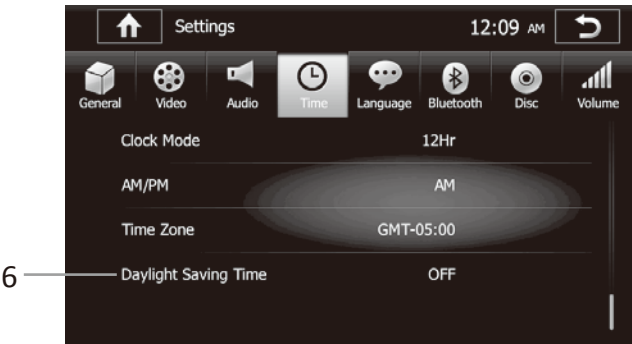 Settings 12:09 AM
General Video Audio Time Language Bluetooth Disc Volume
Clock Mode 12Hr
AM/PM AM
Time Zone GMT-05:00
6 Daylight Saving Time OFF